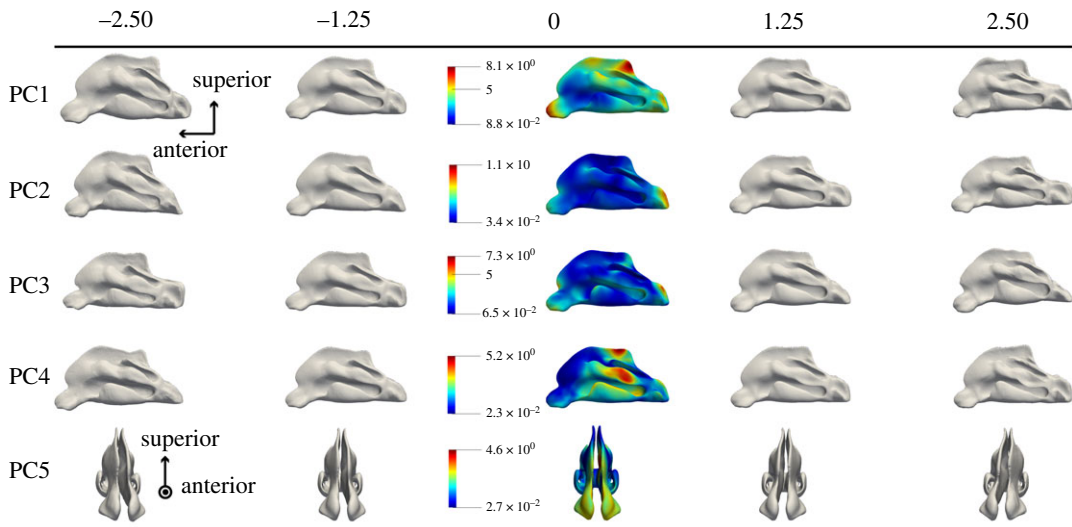 –2.50 –1.25 0 1.25 2.50
PC1
superior
anterior
8.1 × 10⁰
5
8.8 × 10⁻²
PC2
1.1 × 10
3.4 × 10⁻²
PC3
7.3 × 10⁰
5
6.5 × 10⁻²
PC4
5.2 × 10⁰
2.3 × 10⁻²
PC5
superior
anterior
4.6 × 10⁰
2.7 × 10⁻²